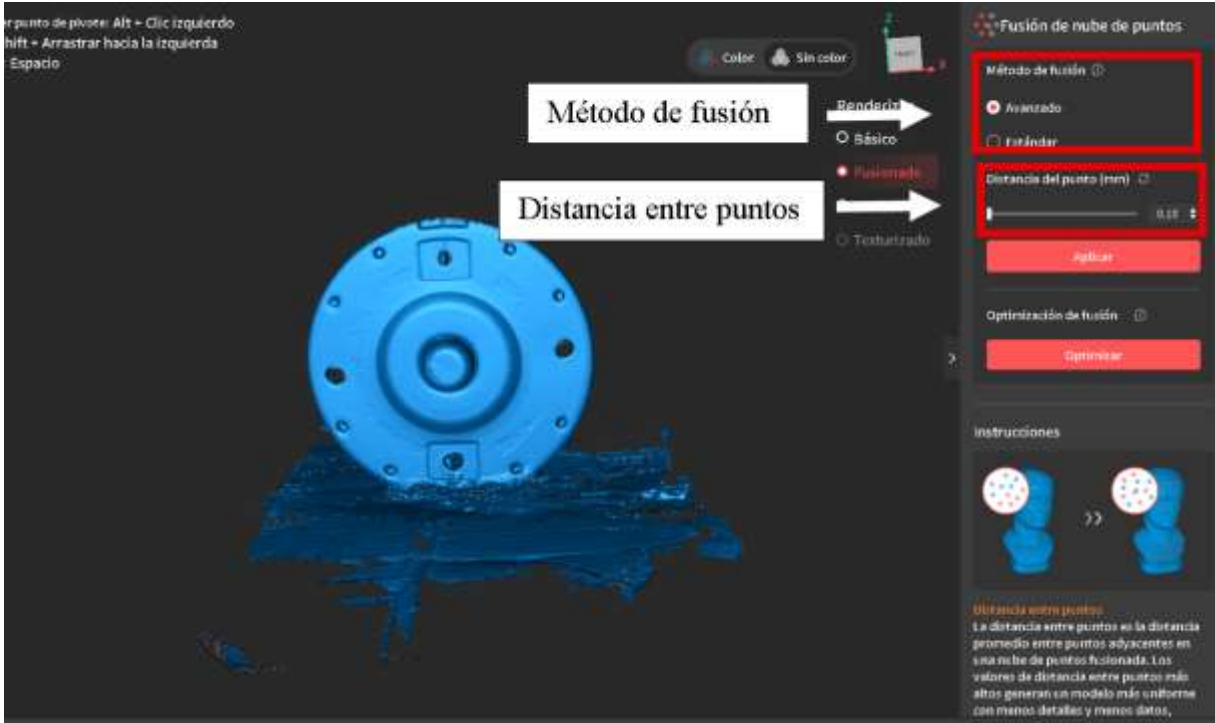 r punto de pivote: Alt + Clic izquierdo
hift + Arrastrar hacia la izquierda
: Espacio
Color
Sin color
Fusión de nube de puntos
Método de fusión
Avanzado
Estándar
Método de fusión
Básico
Fusionado
Texturizado
Distancia entre puntos
Distancia del punto (mm)
0.10
Aplicar
Optimización de fusión
Optimizar
Instrucciones
Distancia entre puntos
La distancia entre puntos es la distancia
promedio entre puntos adyacentes en
una nube de puntos fusionada. Los
valores de distancia entre puntos más
altos generan un modelo más uniforme
con menos detalles y menos datos,